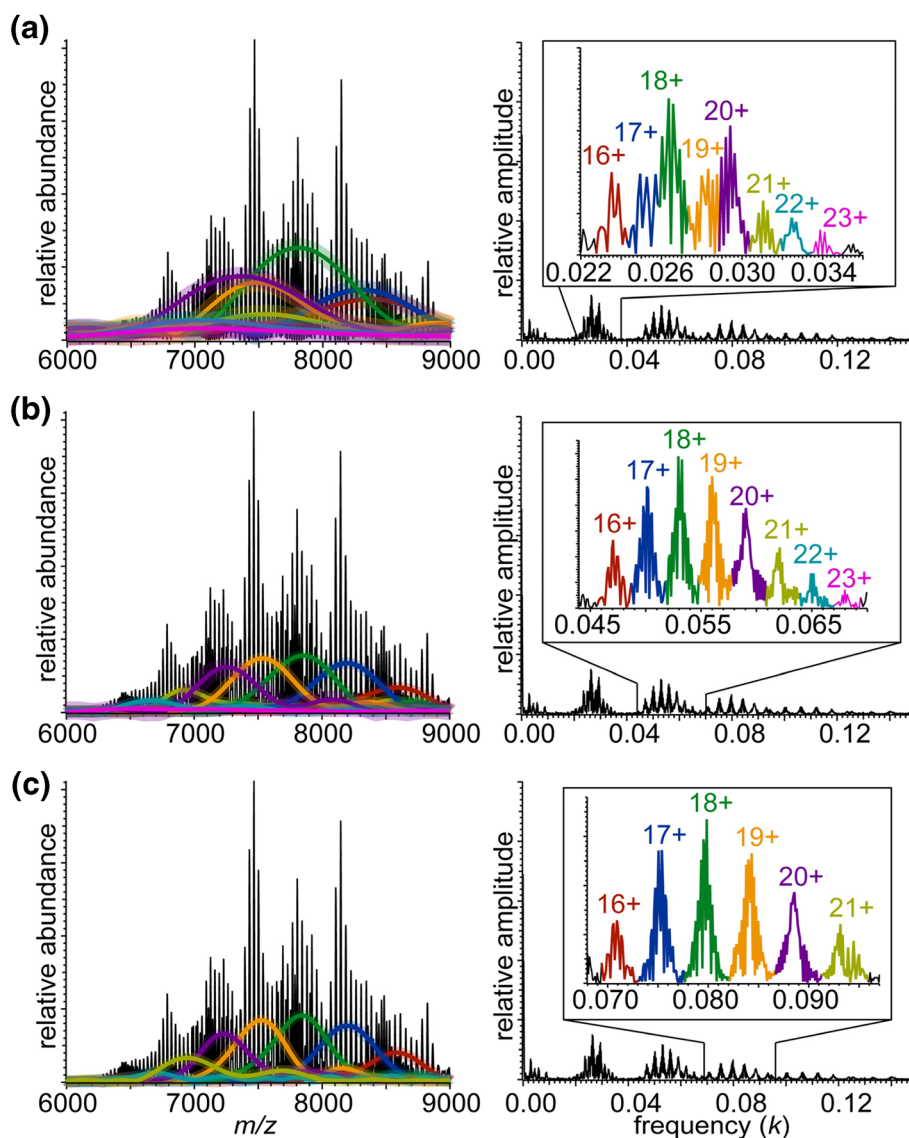 (a)
relative abundance
6000 7000 8000 9000
relative amplitude
16+ 17+ 18+ 19+ 20+ 21+ 22+ 23+
0.022 0.026 0.030 0.034
0.00 0.04 0.08 0.12
(b)
relative abundance
6000 7000 8000 9000
relative amplitude
16+ 17+ 18+ 19+ 20+ 21+ 22+ 23+
0.045 0.055 0.065
0.00 0.04 0.08 0.12
(c)
relative abundance
6000 7000 8000 9000
m/z
relative amplitude
16+ 17+ 18+ 19+ 20+ 21+
0.070 0.080 0.090
0.00 0.04 0.08 0.12
frequency (k)